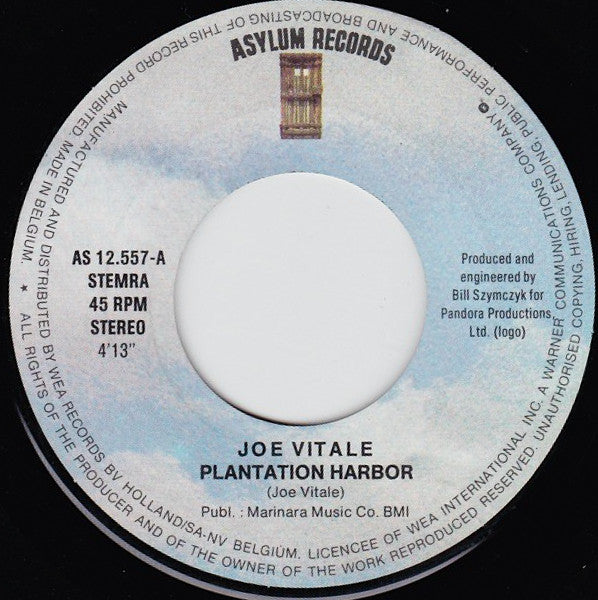 ASYLUM RECORDS
AS 12.557-A
STEMRA
45 RPM
STEREO
4'13"
Produced and
engineered by
Bill Szymczyk for
Pandora Productions,
Ltd. (logo)
JOE VITALE
PLANTATION HARBOR
(Joe Vitale)
Publ. : Marinara Music Co. BMI
MANUFACTURED AND DISTRIBUTED BY WEA RECORDS BV HOLLAND/SA-NV BELGIUM. LICENCEE OF WEA INTERNATIONAL INC. A WARNER COMMUNICATIONS COMPANY.
★ ALL RIGHTS OF THE PRODUCER AND OF THE OWNER OF THE WORK REPRODUCED RESERVED. UNAUTHORISED COPYING, HIRING, LENDING, PUBLIC PERFORMANCE AND BROADCASTING OF THIS RECORD PROHIBITED. MADE IN BELGIUM.